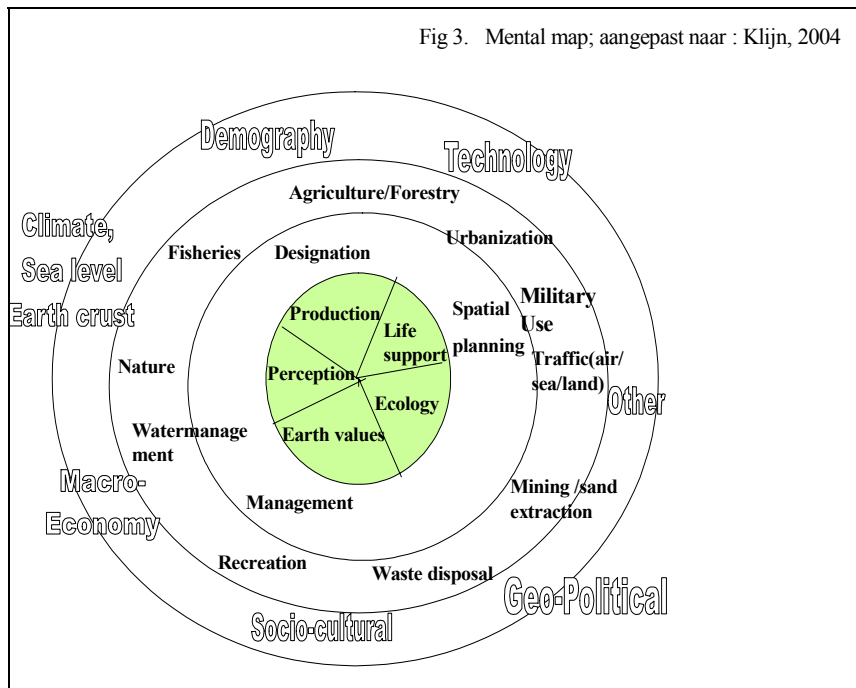 Fig 3. Mental map; aangepast naar : Klijn, 2004
Demography
Technology
Agriculture/Forestry
Climate,
Sea level
Earth crust
Fisheries
Designation
Urbanization
Production
Life
support
Spatial
planning
Military
Use
Nature
Perception
Traffic(air/
sea/land)
Ecology
Other
Watermanage
ment
Earth values
Macro-
Economy
Management
Mining /sand
extraction
Recreation
Waste disposal
Geo-Political
Socio-cultural